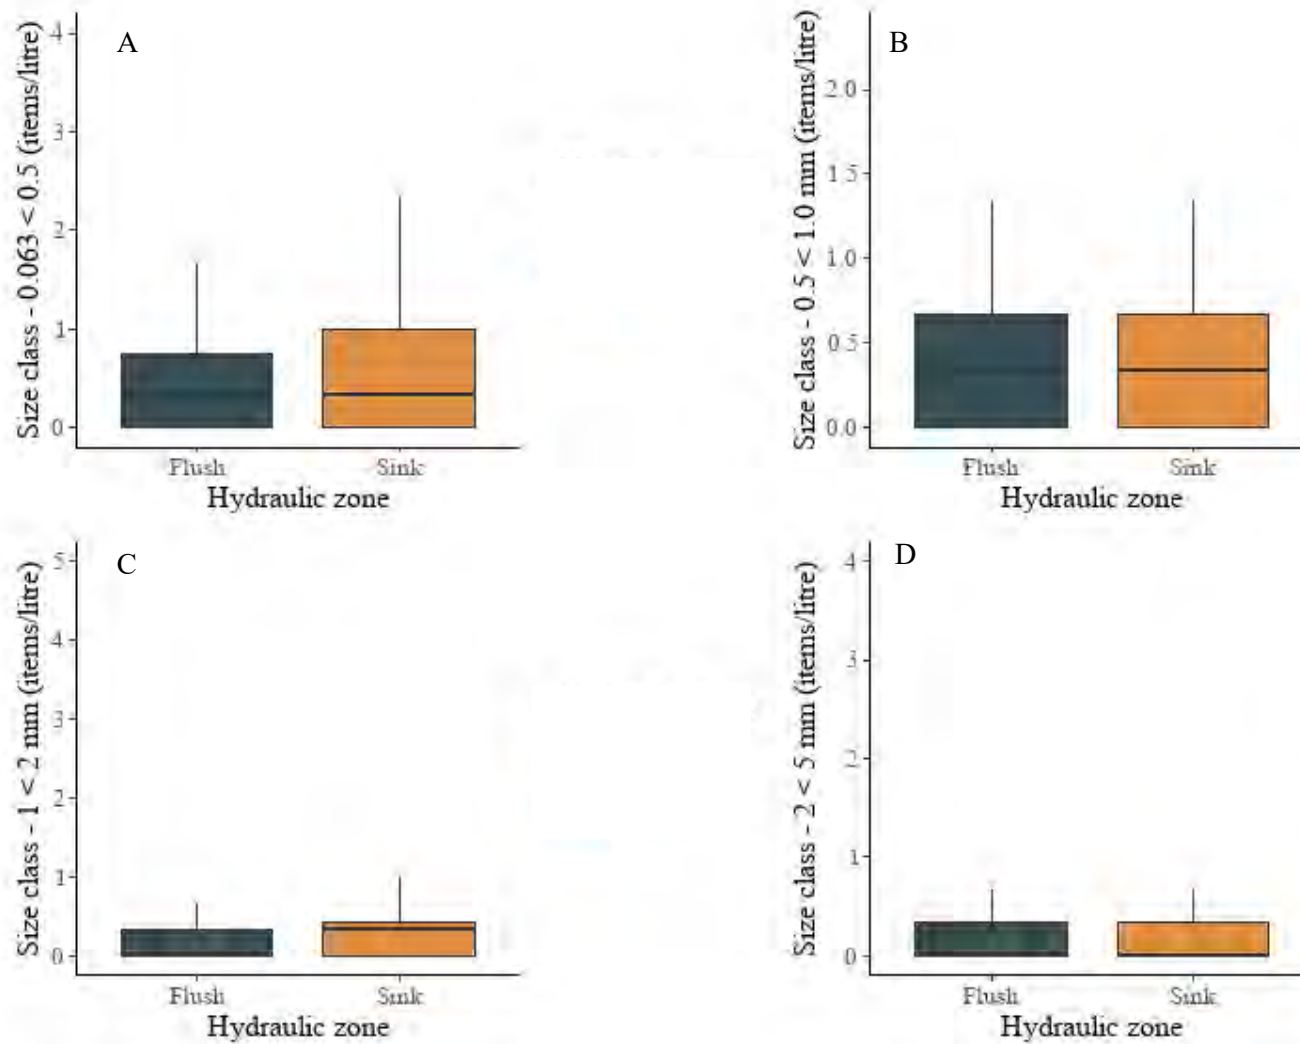 A
Size class - 0.063 < 0.5 (items/litre)
4
3
2
1
0
Flush
Sink
Hydraulic zone
B
Size class - 0.5 < 1.0 mm (items/litre)
2.0
1.5
1.0
0.5
0.0
Flush
Sink
Hydraulic zone
C
Size class - 1 < 2 mm (items/litre)
5
4
3
2
1
0
Flush
Sink
Hydraulic zone
D
Size class - 2 < 5 mm (items/litre)
4
3
2
1
0
Flush
Sink
Hydraulic zone